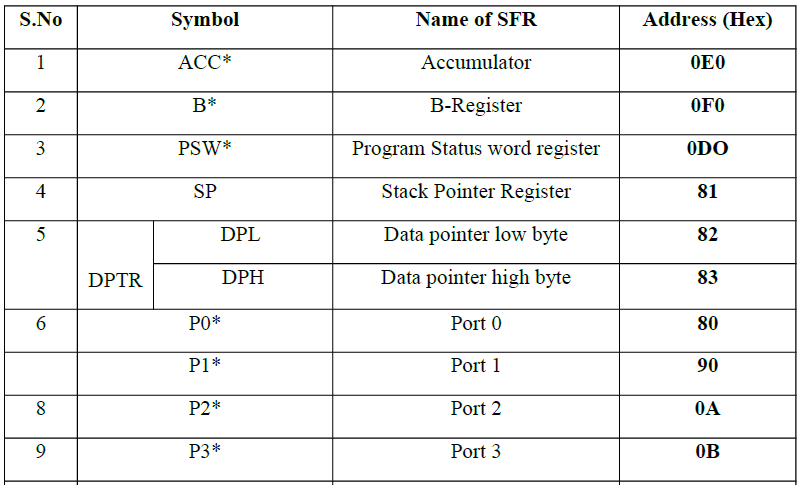 S.No Symbol Name of SFR Address (Hex)
1 ACC* Accumulator 0E0
2 B* B-Register 0F0
3 PSW* Program Status word register 0DO
4 SP Stack Pointer Register 81
5 DPL Data pointer low byte 82
DPTR DPH Data pointer high byte 83
6 P0* Port 0 80
P1* Port 1 90
8 P2* Port 2 0A
9 P3* Port 3 0B